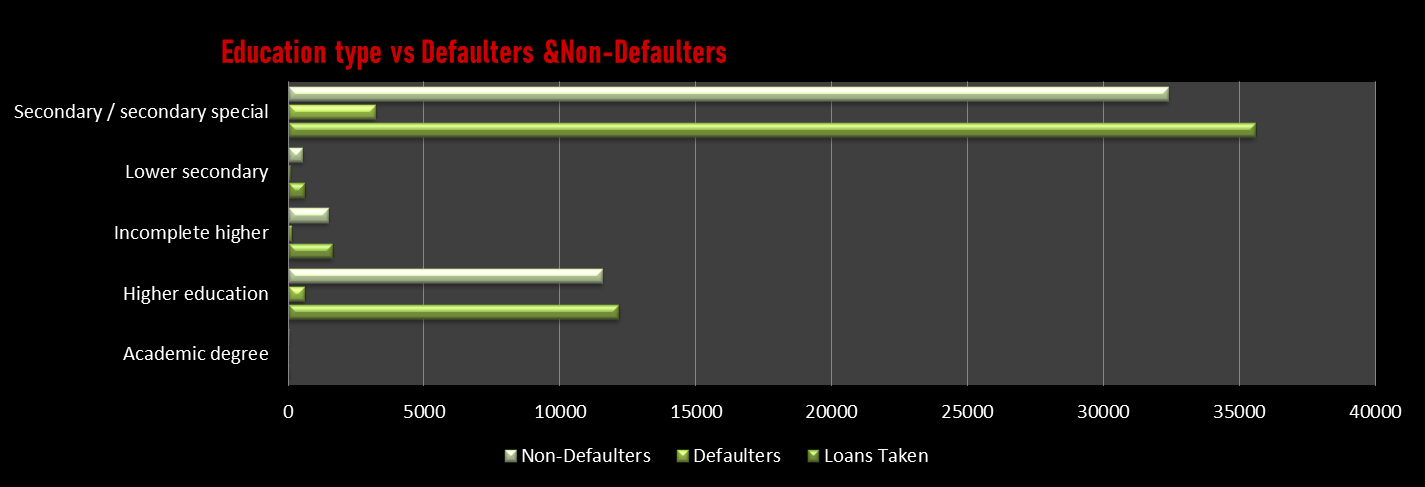 Education type vs Defaulters &Non-Defaulters
Secondary / secondary special
Lower secondary
Incomplete higher
Higher education
Academic degree
0 5000 10000 15000 20000 25000 30000 35000 40000
Non-Defaulters Defaulters Loans Taken